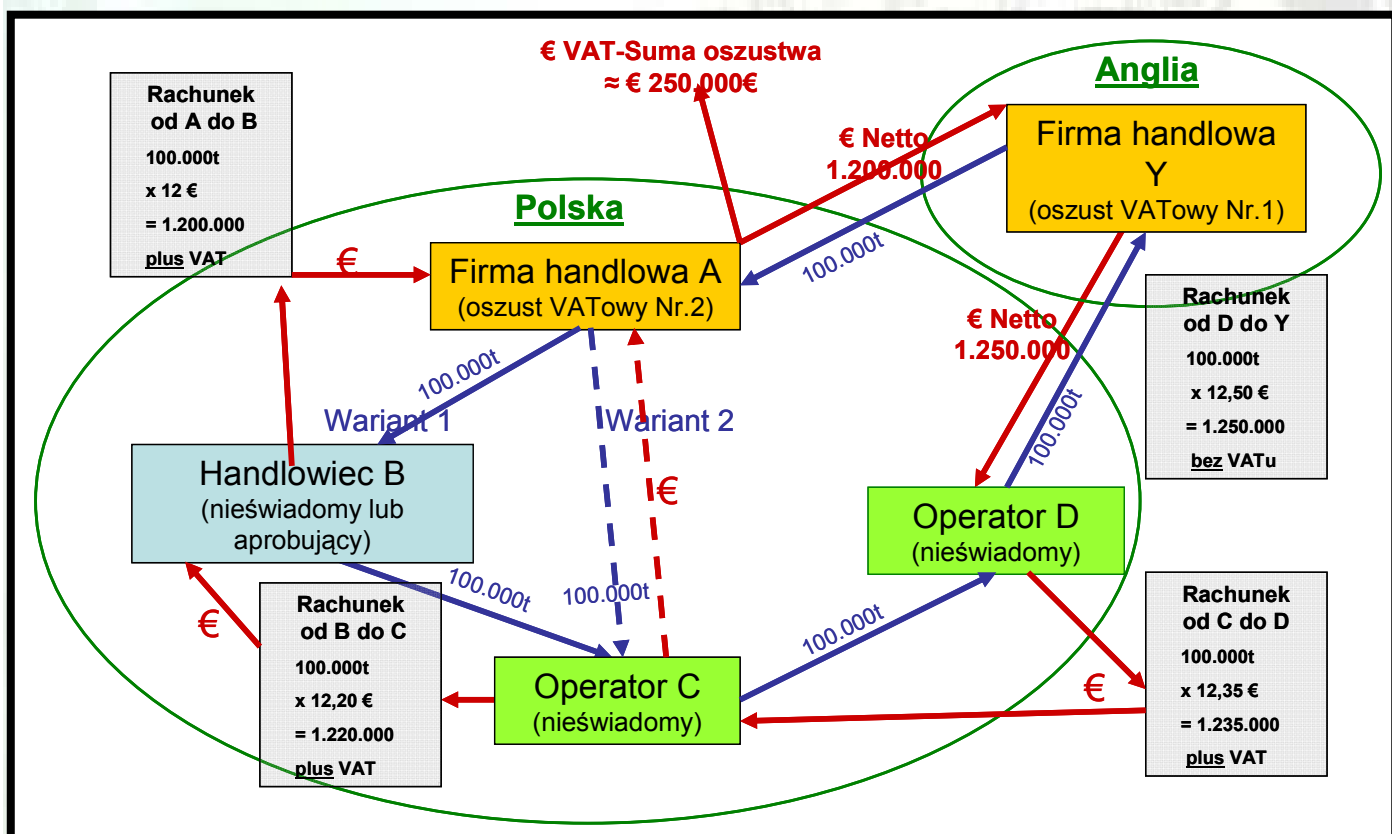 € VAT-Suma oszustwa
≈ € 250.000€
Anglia
Rachunek
od A do B
100.000t
x 12 €
= 1.200.000
plus VAT
€ Netto
1.200.000
Firma handlowa
Y
(oszust VATowy Nr.1)
Polska
€
Firma handlowa A
(oszust VATowy Nr.2)
100.000t
Rachunek
od D do Y
100.000t
x 12,50 €
= 1.250.000
bez VATu
€ Netto
1.250.000
100.000t
100.000t
Wariant 1
Wariant 2
Handlowiec B
(nieświadomy lub
aprobujący)
€
Operator D
(nieświadomy)
100.000t
100.000t
100.000t
Rachunek
od B do C
100.000t
x 12,20 €
= 1.220.000
plus VAT
€
Operator C
(nieświadomy)
€
Rachunek
od C do D
100.000t
x 12,35 €
= 1.235.000
plus VAT